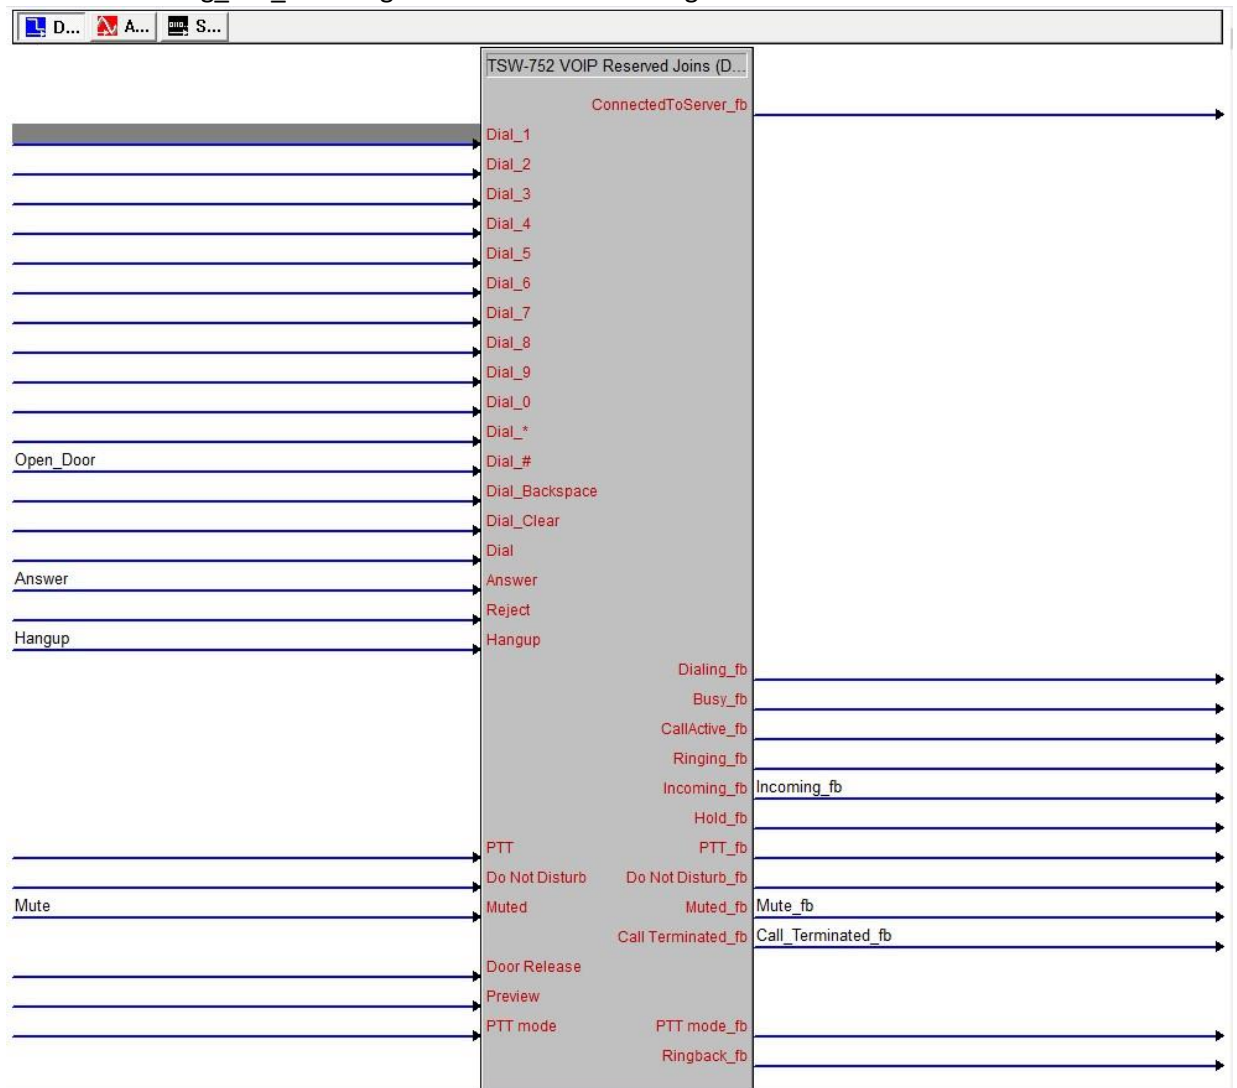 D... A... S...
TSW-752 VOIP Reserved Joins (D...
ConnectedToServer_fb
Dial_1
Dial_2
Dial_3
Dial_4
Dial_5
Dial_6
Dial_7
Dial_8
Dial_9
Dial_0
Dial_*
Open_Door Dial_#
Dial_Backspace
Dial_Clear
Dial
Answer Answer
Reject
Hangup Hangup
Dialing_fb
Busy_fb
CallActive_fb
Ringing_fb
Incoming_fb Incoming_fb
Hold_fb
PTT PTT_fb
Do Not Disturb Do Not Disturb_fb
Mute Muted Muted_fb Mute_fb
Call Terminated_fb Call_Terminated_fb
Door Release
Preview
PTT mode PTT mode_fb
Ringback_fb